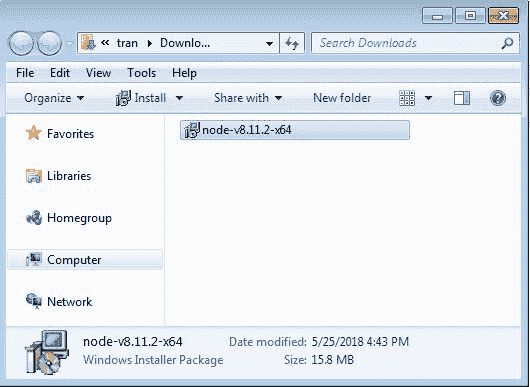 « tran ▸ Downlo...
Search Downloads
File Edit View Tools Help
Organize Install Share with New folder
node-v8.11.2-x64
Favorites
Libraries
Homegroup
Computer
Network
node-v8.11.2-x64 Date modified: 5/25/2018 4:43 PM
Windows Installer Package Size: 15.8 MB